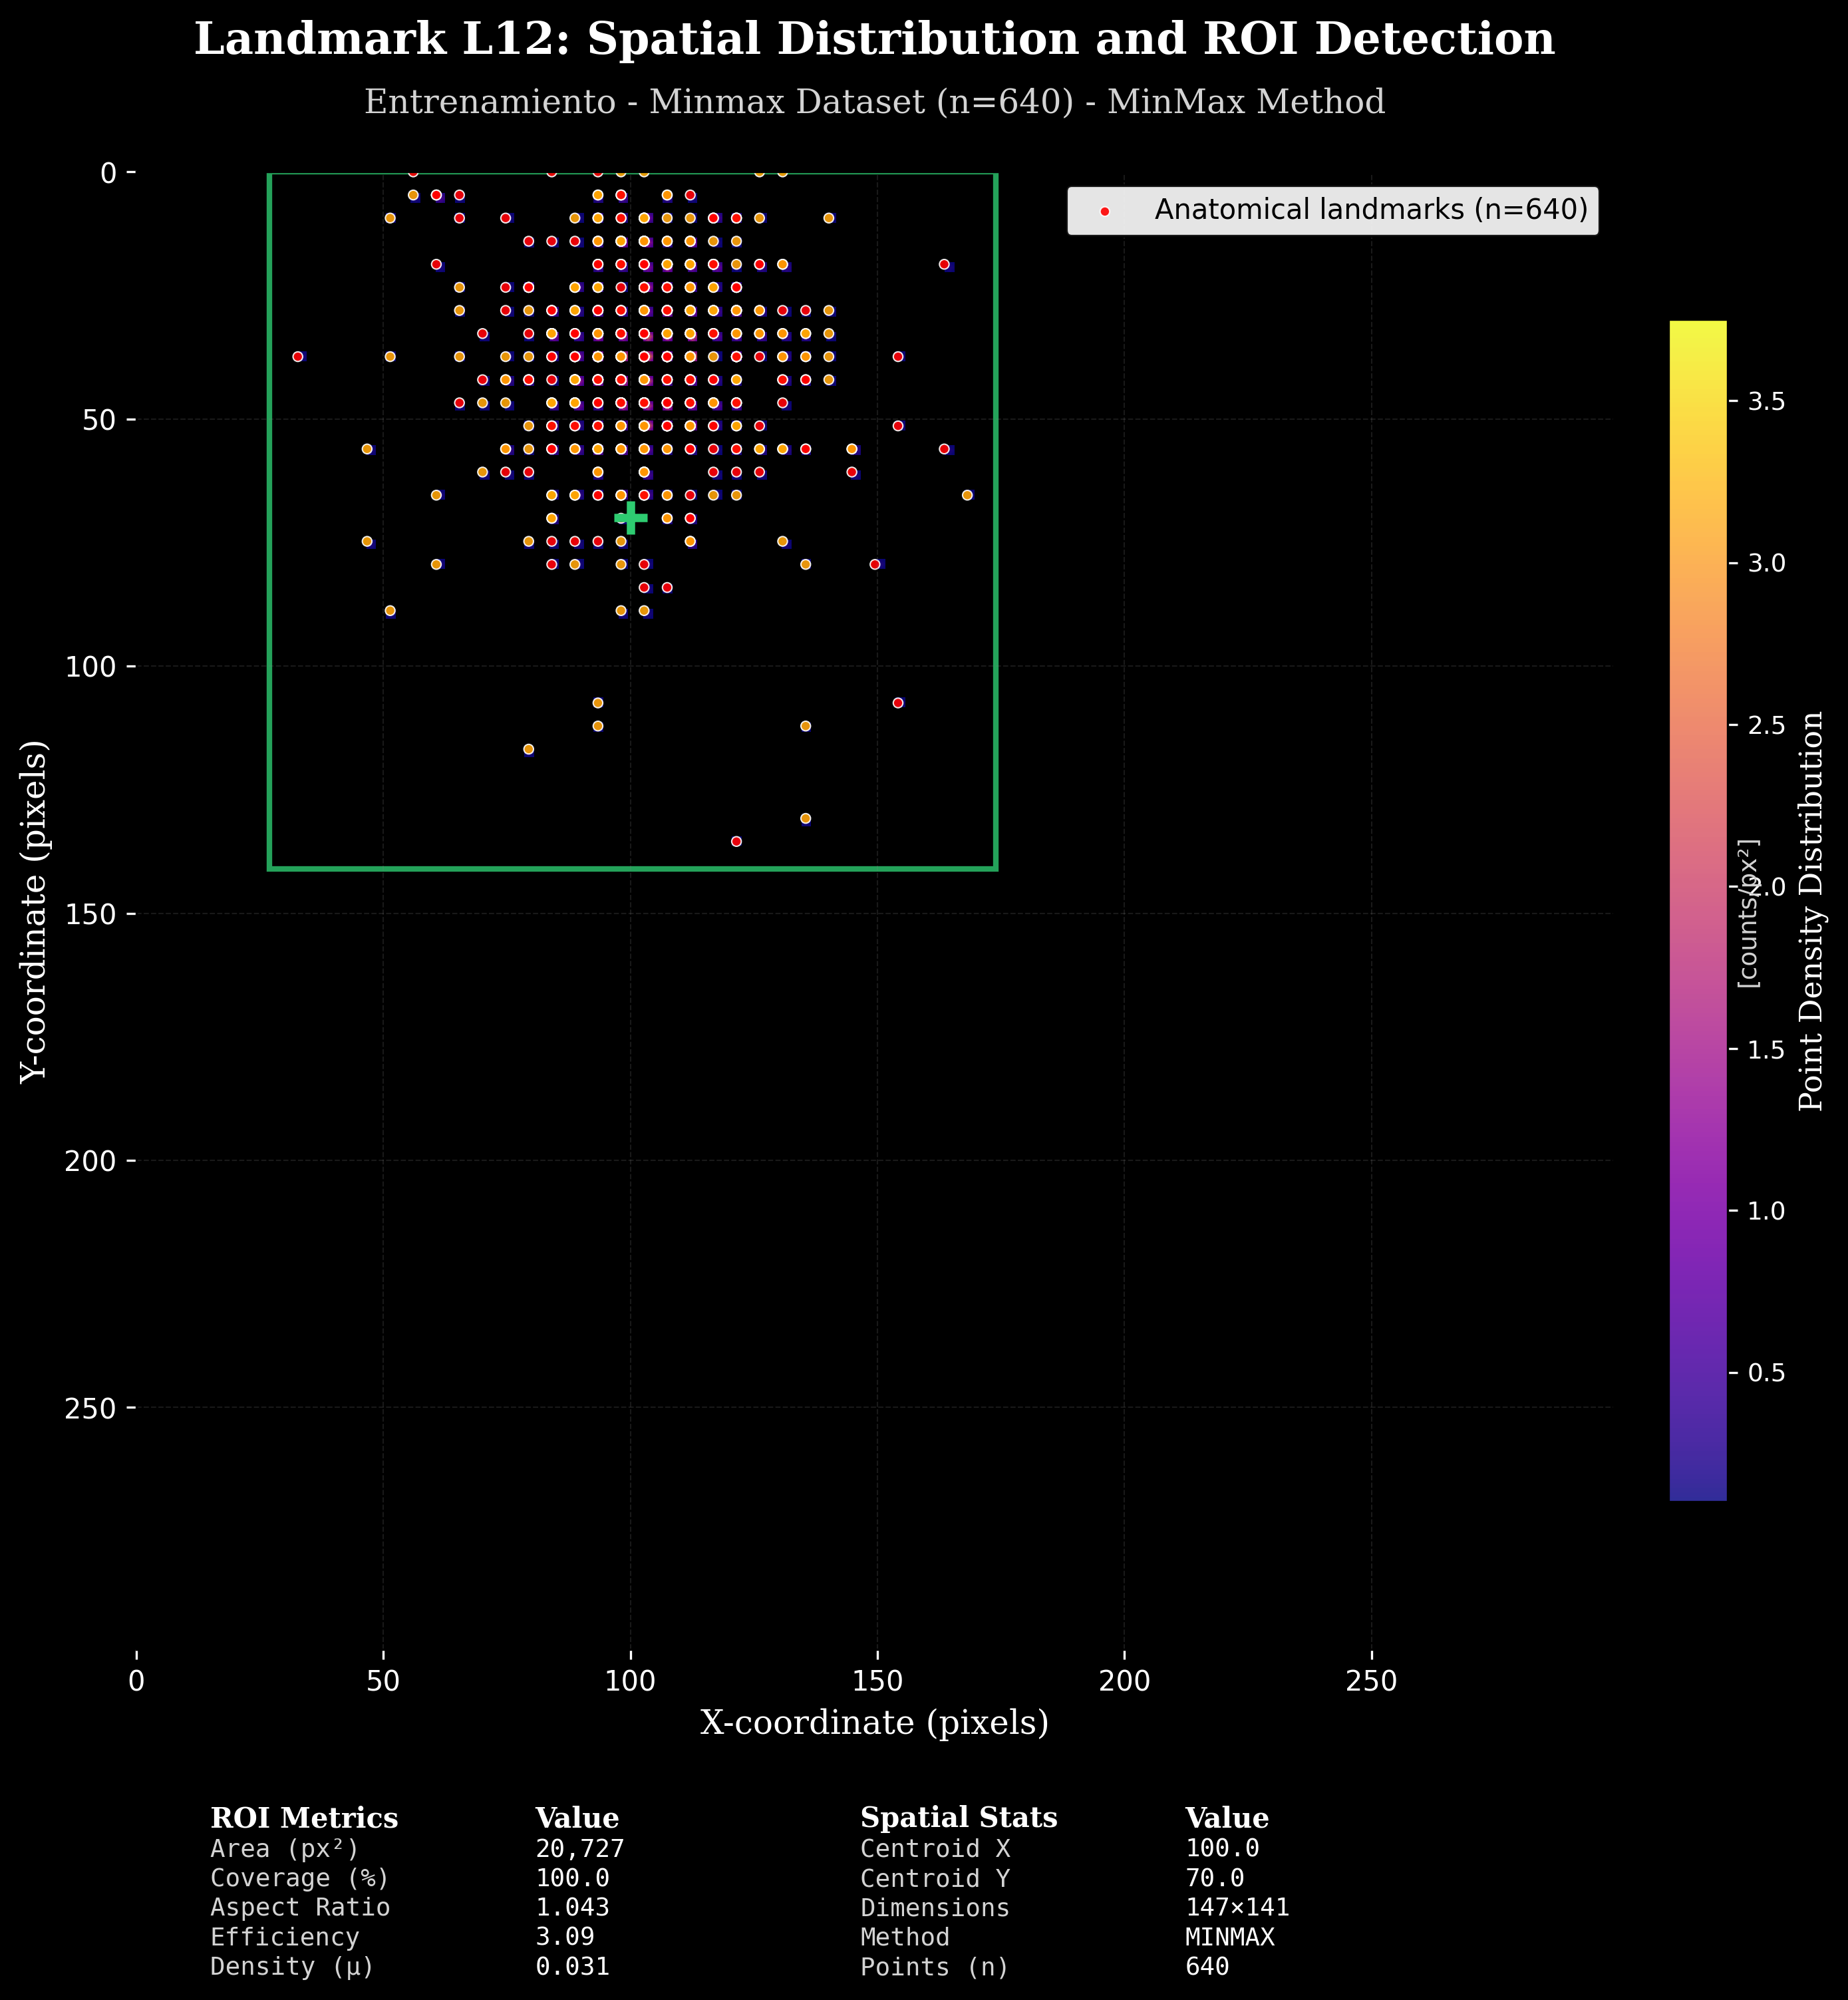 Landmark L12: Spatial Distribution and ROI Detection
Entrenamiento - Minmax Dataset (n=640) - MinMax Method
Anatomical landmarks (n=640)
0
50
100
150
200
250
Y-coordinate (pixels)
0
50
100
150
200
250
X-coordinate (pixels)
3.5
3.0
2.5
2.0
1.5
1.0
0.5
[counts/px²]
Point Density Distribution
ROI Metrics Value Spatial Stats Value
Area (px²) 20,727 Centroid X 100.0
Coverage (%) 100.0 Centroid Y 70.0
Aspect Ratio 1.043 Dimensions 147×141
Efficiency 3.09 Method MINMAX
Density (μ) 0.031 Points (n) 640